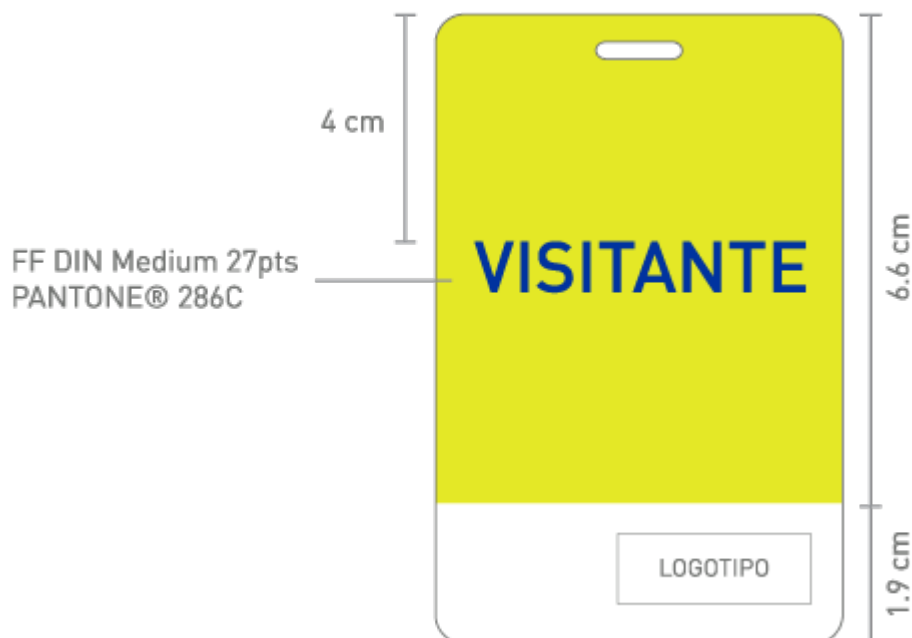 4 cm
FF DIN Medium 27pts
PANTONE® 286C
VISITANTE
6.6 cm
LOGOTIPO
1.9 cm